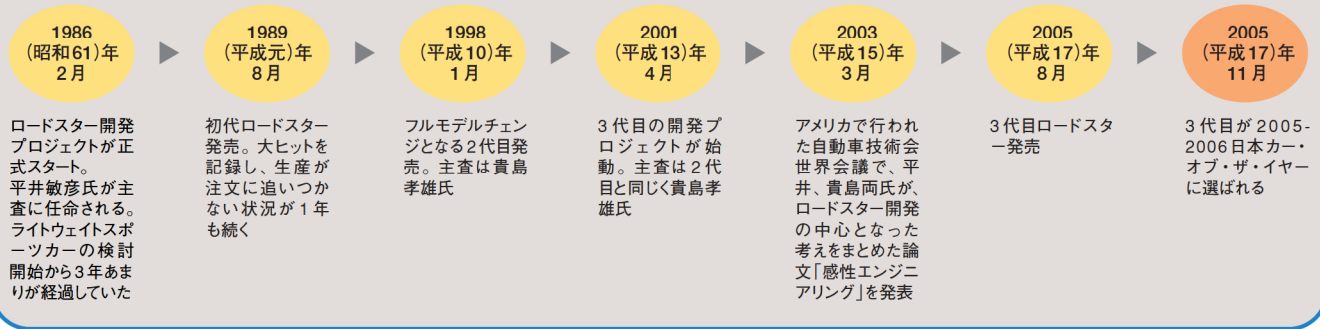 1986
(昭和61)年
2月
ロードスター開発
プロジェクトが正
式スタート。
平井敏彦氏が主
査に任命される。
ライトウェイトスポ
ーツカーの検討
開始から3年あま
りが経過していた
1989
(平成元)年
8月
初代ロードスター
発売。大ヒットを
記録し、生産が
注文に追いつか
ない状況が1年
も続く
1998
(平成10)年
1月
フルモデルチェン
ジとなる2代目発
売。主査は貴島
孝雄氏
2001
(平成13)年
4月
3代目の開発プ
ロジェクトが始
動。主査は2代
目と同じく貴島孝
雄氏
2003
(平成15)年
3月
アメリカで行われ
た自動車技術会
世界会議で、平
井、貴島両氏が、
ロードスター開発
の中心となった
考えをまとめた論
文「感性エンジニ
アリング」を発表
2005
(平成17)年
8月
3代目ロードスタ
ー発売
2005
(平成17)年
11月
3代目が2005-
2006日本カー・
オブ・ザ・イヤー
に選ばれる